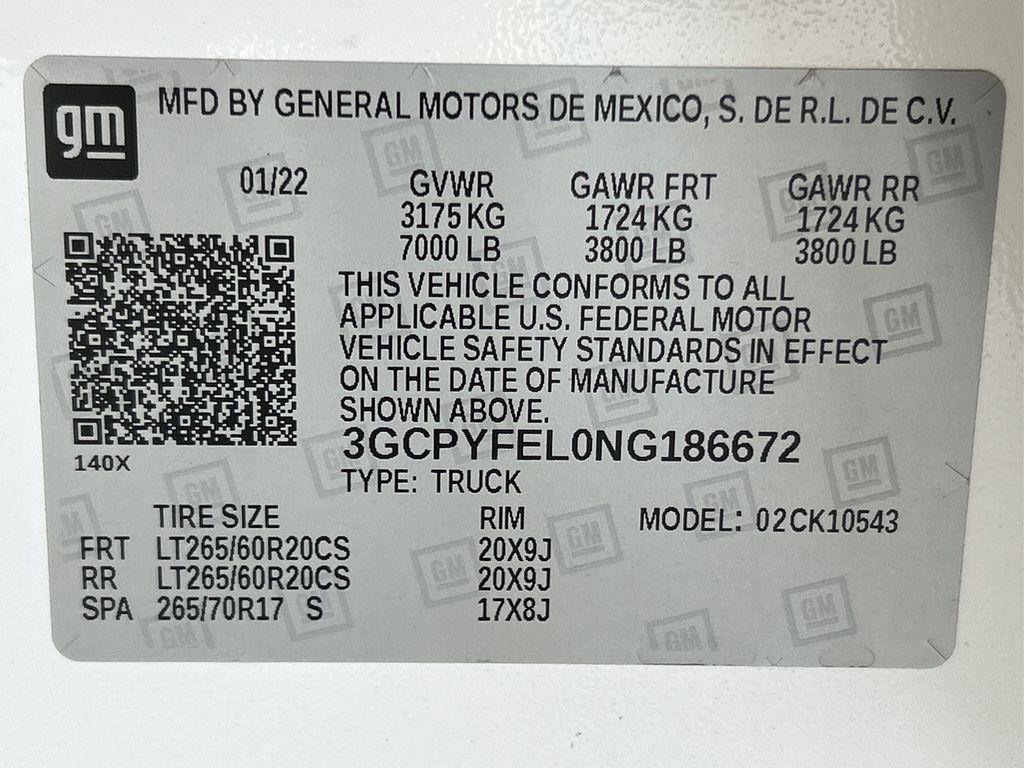 gm
MFD BY GENERAL MOTORS DE MEXICO, S. DE R.L. DE C.V.
01/22 GVWR GAWR FRT GAWR RR
3175 KG 1724 KG 1724 KG
7000 LB 3800 LB 3800 LB
THIS VEHICLE CONFORMS TO ALL
APPLICABLE U.S. FEDERAL MOTOR
VEHICLE SAFETY STANDARDS IN EFFECT
ON THE DATE OF MANUFACTURE
SHOWN ABOVE.
3GCPYFEL0NG186672
140X
TYPE: TRUCK
TIRE SIZE RIM MODEL: 02CK10543
FRT LT265/60R20CS 20X9J
RR LT265/60R20CS 20X9J
SPA 265/70R17 S 17X8J